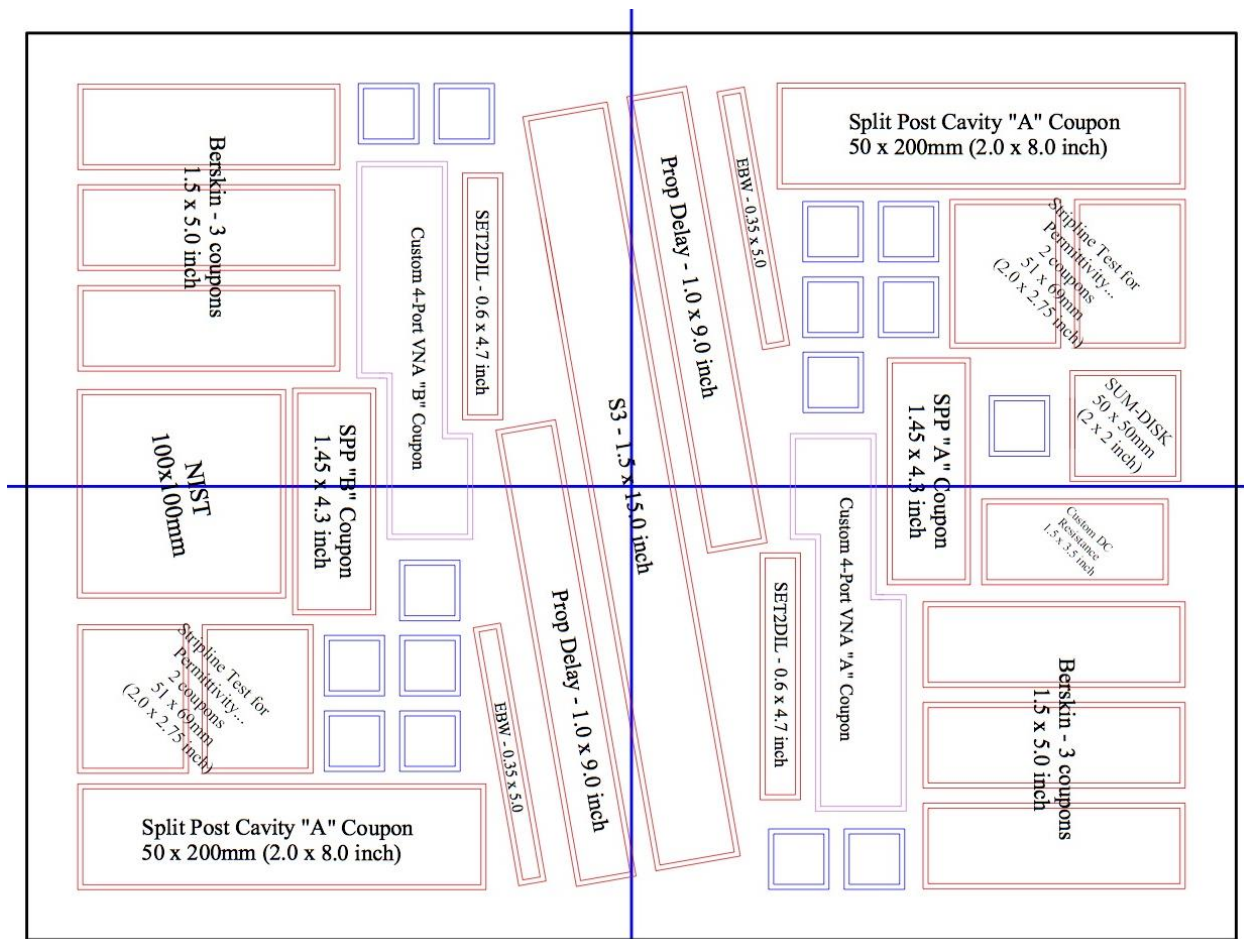 Berskin - 3 coupons
1.5 x 5.0 inch
Custom 4-Port VNA "B" Coupon
SET2DIL - 0.6 x 4.7 inch
S3 - 1.5 x 15.0 inch
Prop Delay - 1.0 x 9.0 inch
EBW - 0.35 x 5.0
Split Post Cavity "A" Coupon
50 x 200mm (2.0 x 8.0 inch)
Stripline Test for
Permittivity...
2 coupons
51 x 69mm
(2.0 x 2.75 inch)
NIST
100x100mm
SPP "B" Coupon
1.45 x 4.3 inch
SPP "A" Coupon
1.45 x 4.3 inch
SUM-DISK
50 x 50mm
(2 x 2 inch)
Custom DC
Resistance
1.5 x 3.5 inch
Stripline Test for
Permittivity...
2 coupons
51 x 69mm
(2.0 x 2.75 inch)
Split Post Cavity "A" Coupon
50 x 200mm (2.0 x 8.0 inch)
EBW - 0.35 x 5.0
Prop Delay - 1.0 x 9.0 inch
SET2DIL - 0.6 x 4.7 inch
Custom 4-Port VNA "A" Coupon
Berskin - 3 coupons
1.5 x 5.0 inch